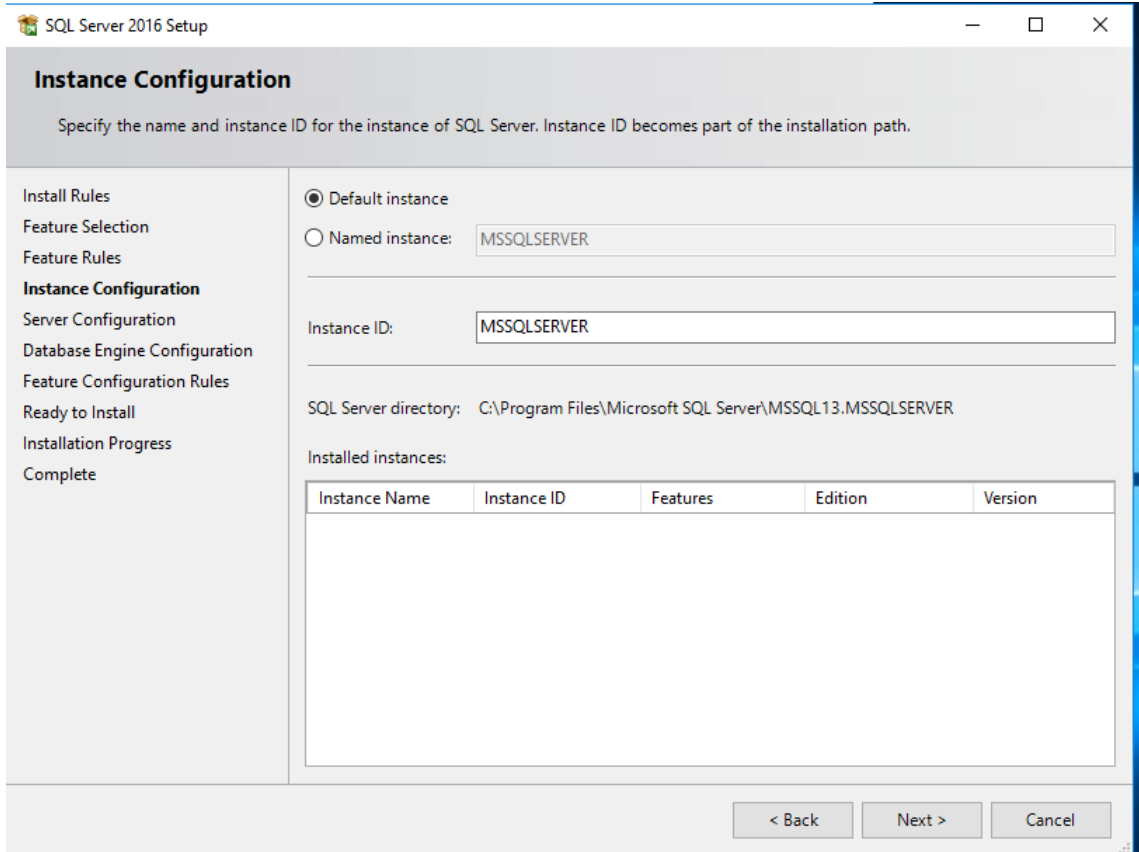 SQL Server 2016 Setup
Instance Configuration
Specify the name and instance ID for the instance of SQL Server. Instance ID becomes part of the installation path.
Install Rules
Feature Selection
Feature Rules
Instance Configuration
Server Configuration
Database Engine Configuration
Feature Configuration Rules
Ready to Install
Installation Progress
Complete
Default instance
Named instance: MSSQLSERVER
Instance ID: MSSQLSERVER
SQL Server directory: C:\Program Files\Microsoft SQL Server\MSSQL13.MSSQLSERVER
Installed instances:
Instance Name Instance ID Features Edition Version
< Back Next > Cancel